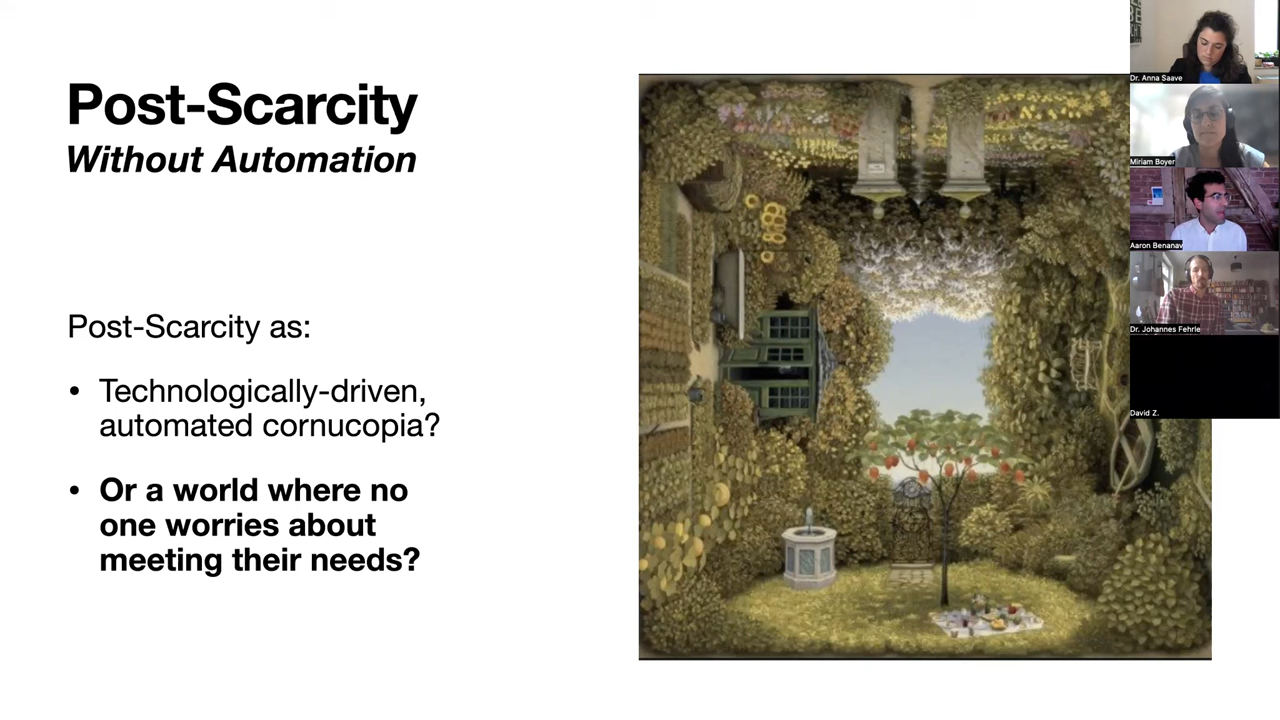 Post-Scarcity
Without Automation
Post-Scarcity as:
• Technologically-driven,
automated cornucopia?
• Or a world where no
one worries about
meeting their needs?
Dr. Anna Saave
Miriam Boyer
Aaron Benanav
Dr. Johannes Fehrle
David Z.